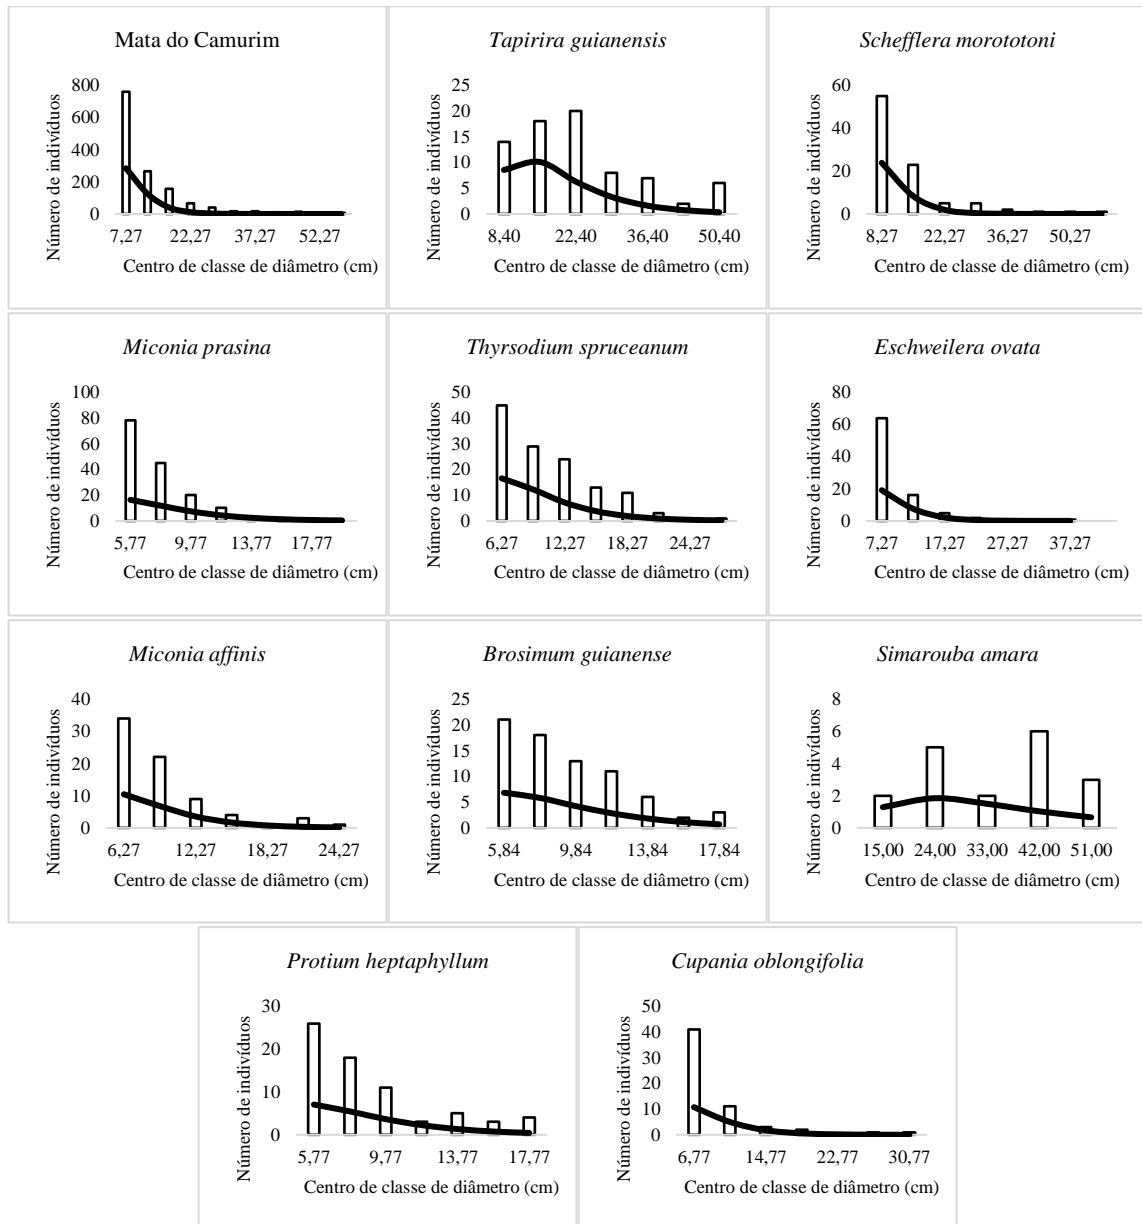 Mata do Camurim
Número de indivíduos
800
600
400
200
0
7,27 22,27 37,27 52,27
Centro de classe de diâmetro (cm)
Tapirira guianensis
Número de indivíduos
25
20
15
10
5
0
8,40 22,40 36,40 50,40
Centro de classe de diâmetro (cm)
Schefflera morototoni
Número de indivíduos
60
40
20
0
8,27 22,27 36,27 50,27
Centro de classe de diâmetro (cm)
Miconia prasina
Número de indivíduos
100
80
60
40
20
0
5,77 9,77 13,77 17,77
Centro de classe de diâmetro (cm)
Thyrsodium spruceanum
Número de indivíduos
50
40
30
20
10
0
6,27 12,27 18,27 24,27
Centro de classe de diâmetro (cm)
Eschweilera ovata
Número de indivíduos
80
60
40
20
0
7,27 17,27 27,27 37,27
Centro de classe de diâmetro (cm)
Miconia affinis
Número de indivíduos
40
30
20
10
0
6,27 12,27 18,27 24,27
Centro de classe de diâmetro (cm)
Brosimum guianense
Número de indivíduos
25
20
15
10
5
0
5,84 9,84 13,84 17,84
Centro de classe de diâmetro (cm)
Simarouba amara
Número de indivíduos
8
6
4
2
0
15,00 24,00 33,00 42,00 51,00
Centro de classe de diâmetro (cm)
Protium heptaphyllum
Número de indivíduos
30
20
10
0
5,77 9,77 13,77 17,77
Centro de classe de diâmetro (cm)
Cupania oblongifolia
Número de indivíduos
50
40
30
20
10
0
6,77 14,77 22,77 30,77
Centro de classe de diâmetro (cm)